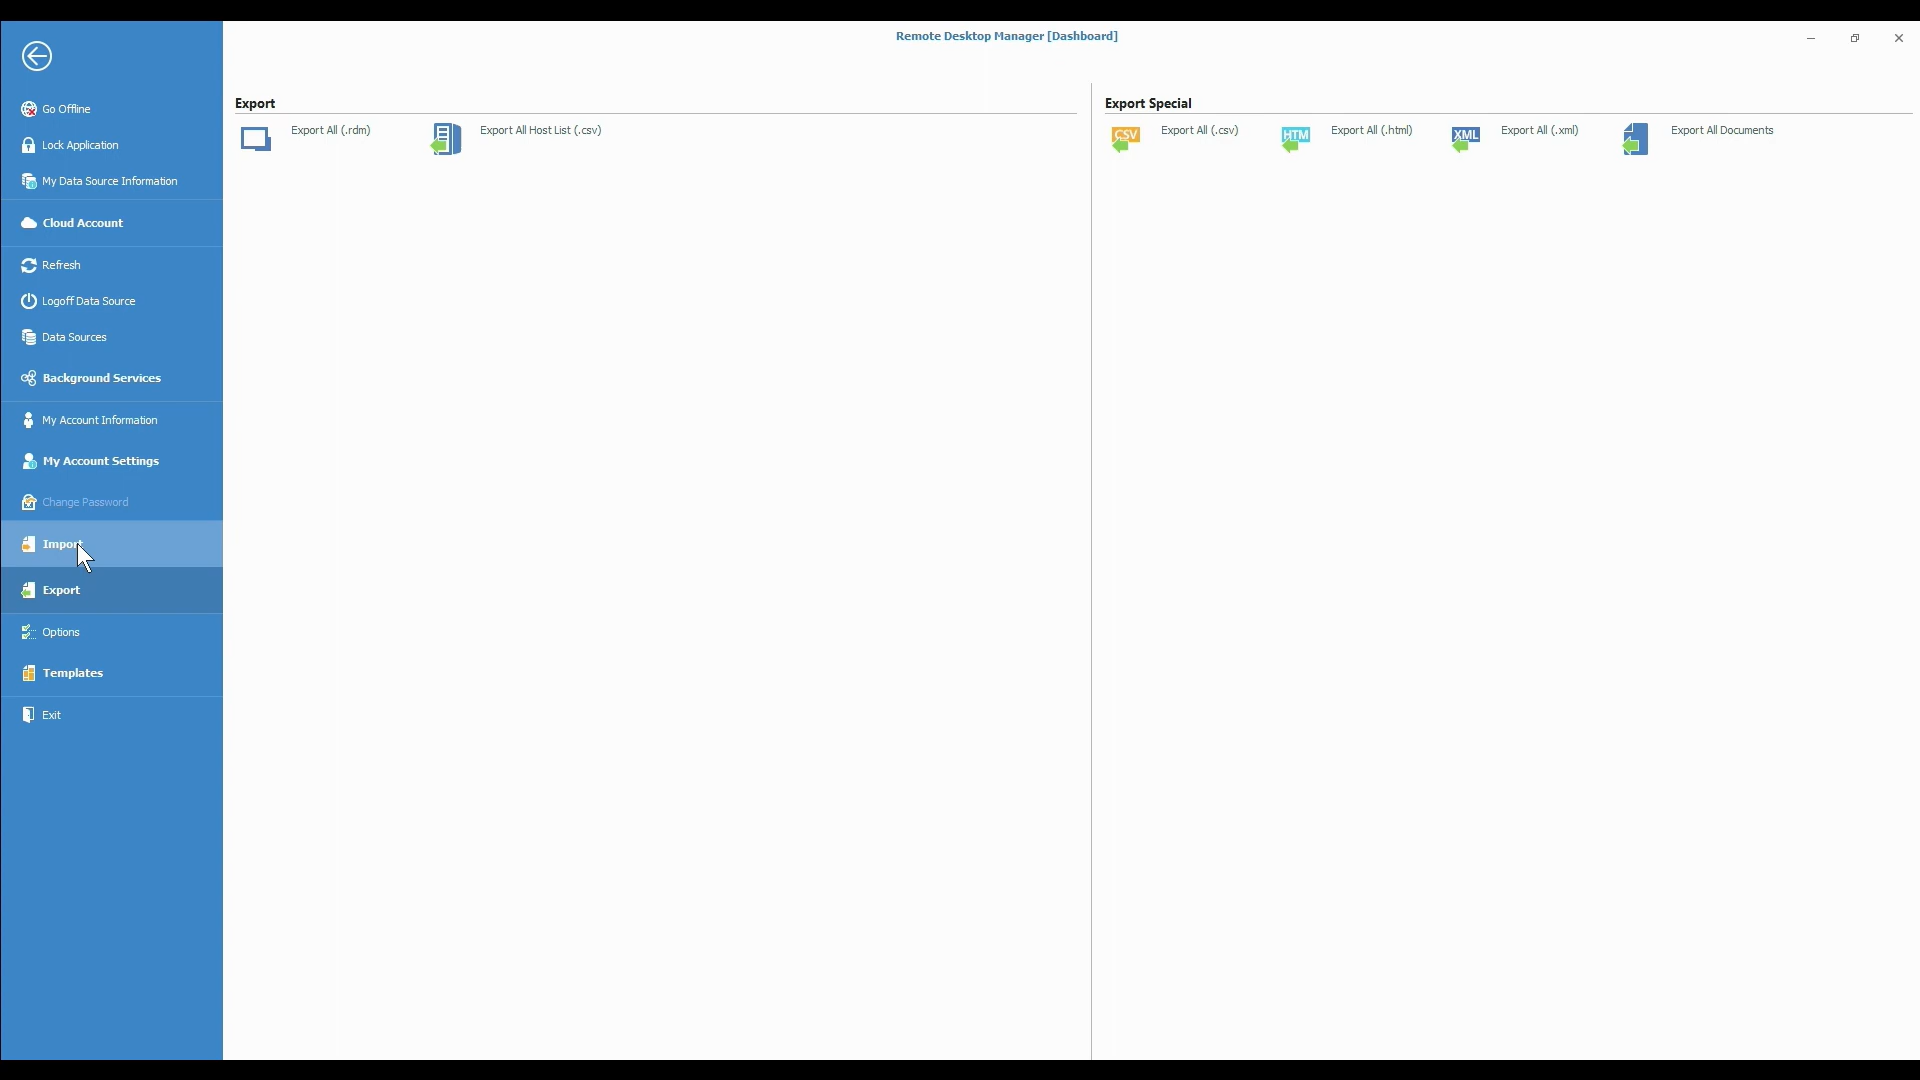 Remote Desktop Manager [Dashboard]
Go Offline
Lock Application
My Data Source Information
Cloud Account
Refresh
Logoff Data Source
Data Sources
Background Services
My Account Information
My Account Settings
Change Password
Import
Export
Options
Templates
Exit
Export
Export All (.rdm)
Export All Host List (.csv)
Export Special
CSV
Export All (.csv)
HTM
Export All (.html)
XML
Export All (.xml)
Export All Documents